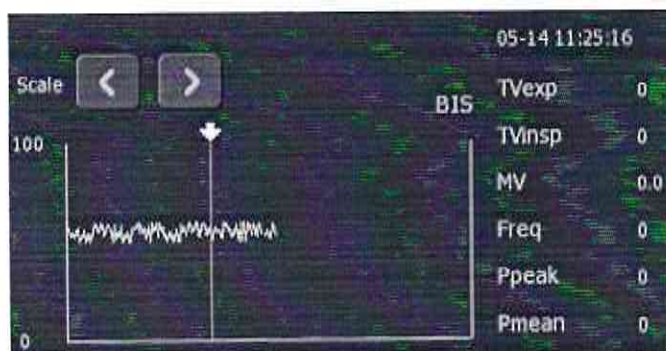 05-14 11:25:16
Scale
BIS
100
0
TVexp 0
TVinsp 0
MV 0.0
Freq 0
Ppeak 0
Pmean 0